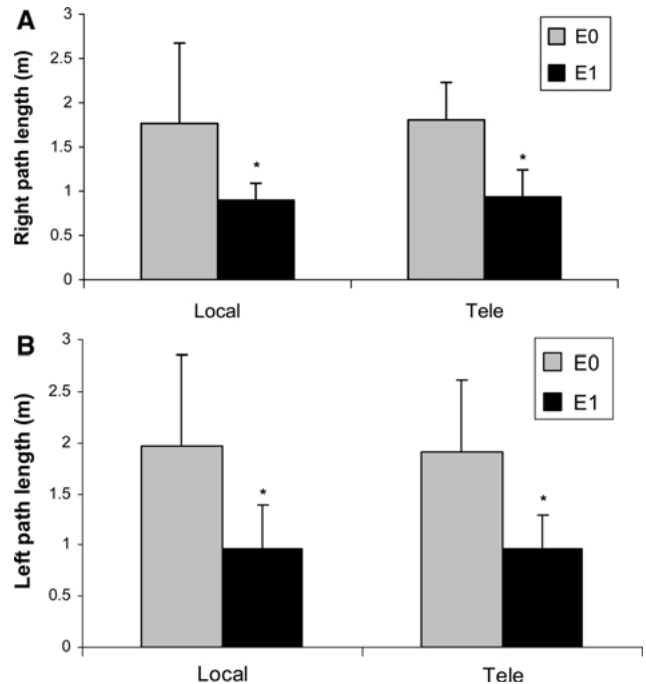 A
Right path length (m)
3
2.5
2
1.5
1
0.5
0
E0
E1
*
*
Local Tele
B
Left path length (m)
3
2.5
2
1.5
1
0.5
0
E0
E1
*
*
Local Tele